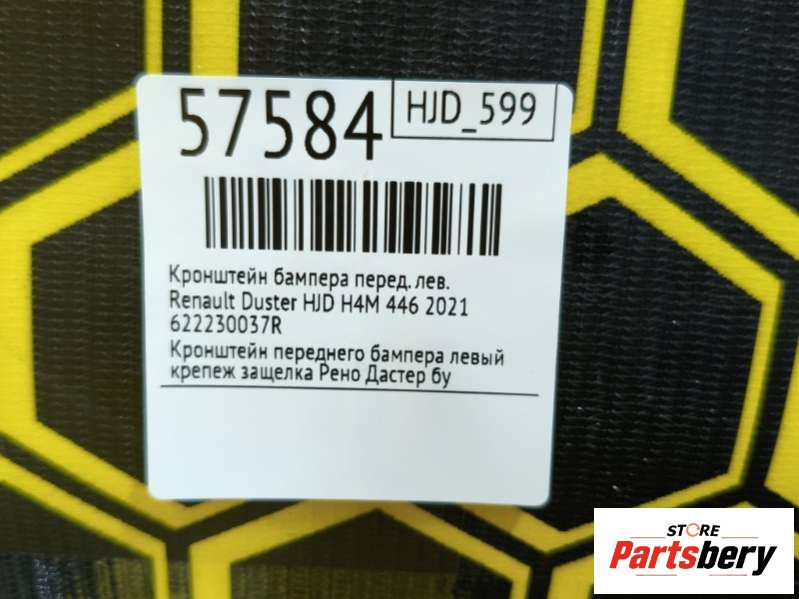 57584
HJD_599
Кронштейн бампера перед. лев.
Renault Duster HJD H4M 446 2021
622230037R
Кронштейн переднего бампера левый
крепеж защелка Рено Дастер бу
STORE
Partsbery